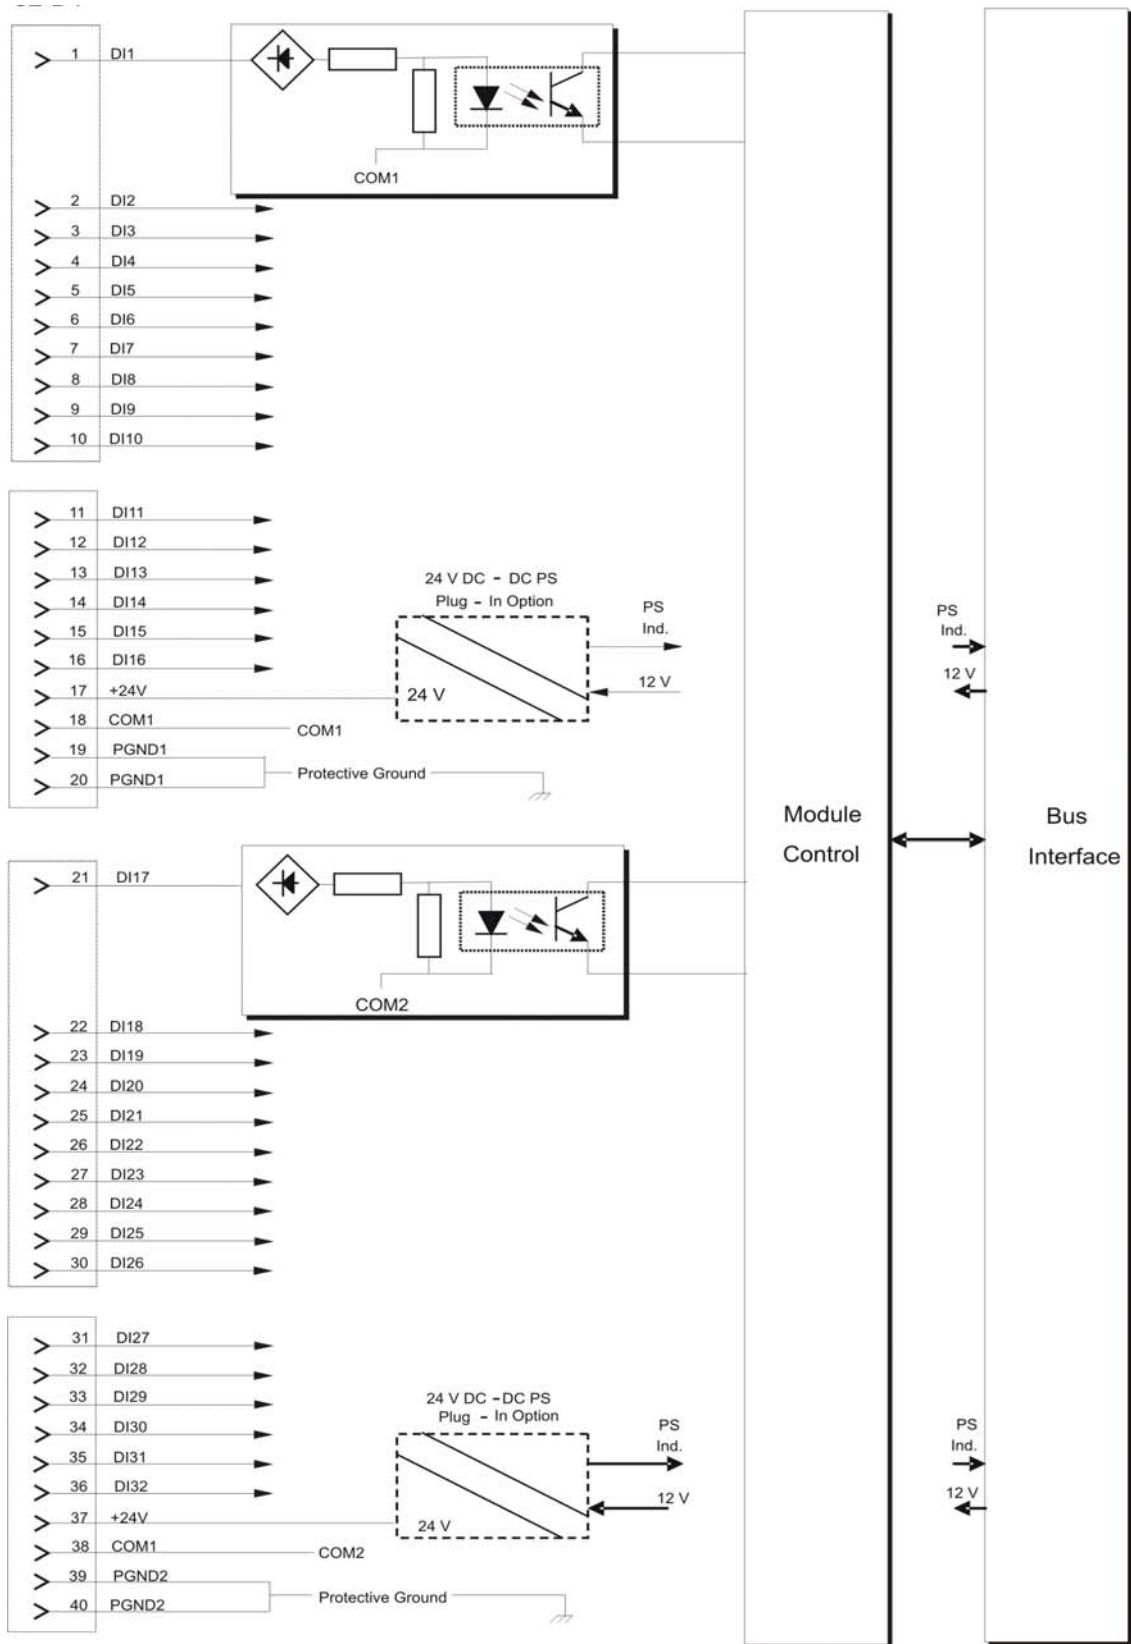 1 DI1
COM1
2 DI2
3 DI3
4 DI4
5 DI5
6 DI6
7 DI7
8 DI8
9 DI9
10 DI10
11 DI11
12 DI12
13 DI13
14 DI14
15 DI15
16 DI16
17 +24V
18 COM1
COM1
19 PGND1
20 PGND1
Protective Ground
24 V DC - DC PS
Plug - In Option
24 V
PS
Ind.
12 V
PS
Ind.
12 V
Module
Control
Bus
Interface
21 DI17
COM2
22 DI18
23 DI19
24 DI20
25 DI21
26 DI22
27 DI23
28 DI24
29 DI25
30 DI26
31 DI27
32 DI28
33 DI29
34 DI30
35 DI31
36 DI32
37 +24V
38 COM1
COM2
39 PGND2
40 PGND2
Protective Ground
24 V DC - DC PS
Plug - In Option
24 V
PS
Ind.
12 V
PS
Ind.
12 V